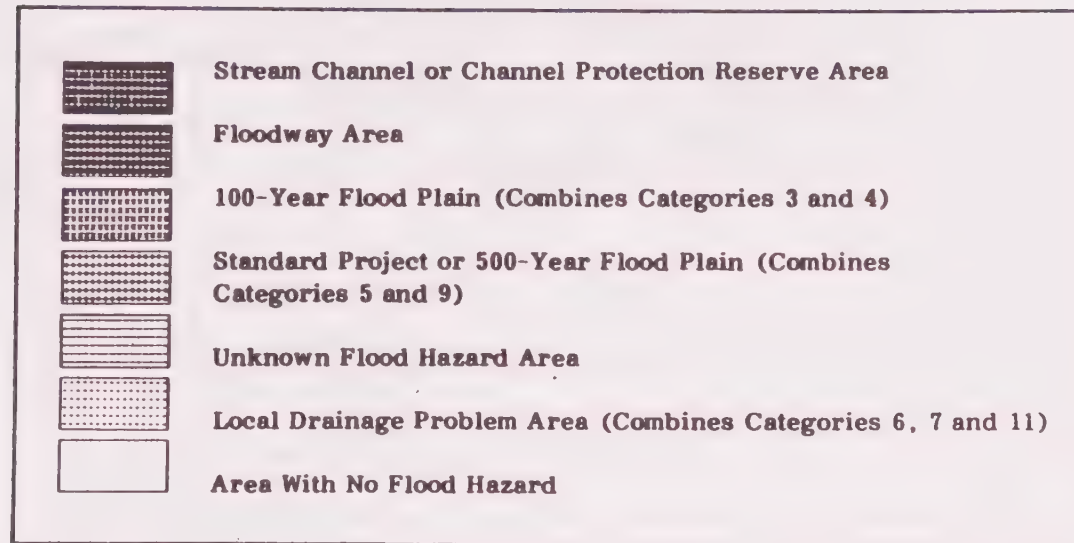 Stream Channel or Channel Protection Reserve Area
Floodway Area
100-Year Flood Plain (Combines Categories 3 and 4)
Standard Project or 500-Year Flood Plain (Combines
Categories 5 and 9)
Unknown Flood Hazard Area
Local Drainage Problem Area (Combines Categories 6, 7 and 11)
Area With No Flood Hazard